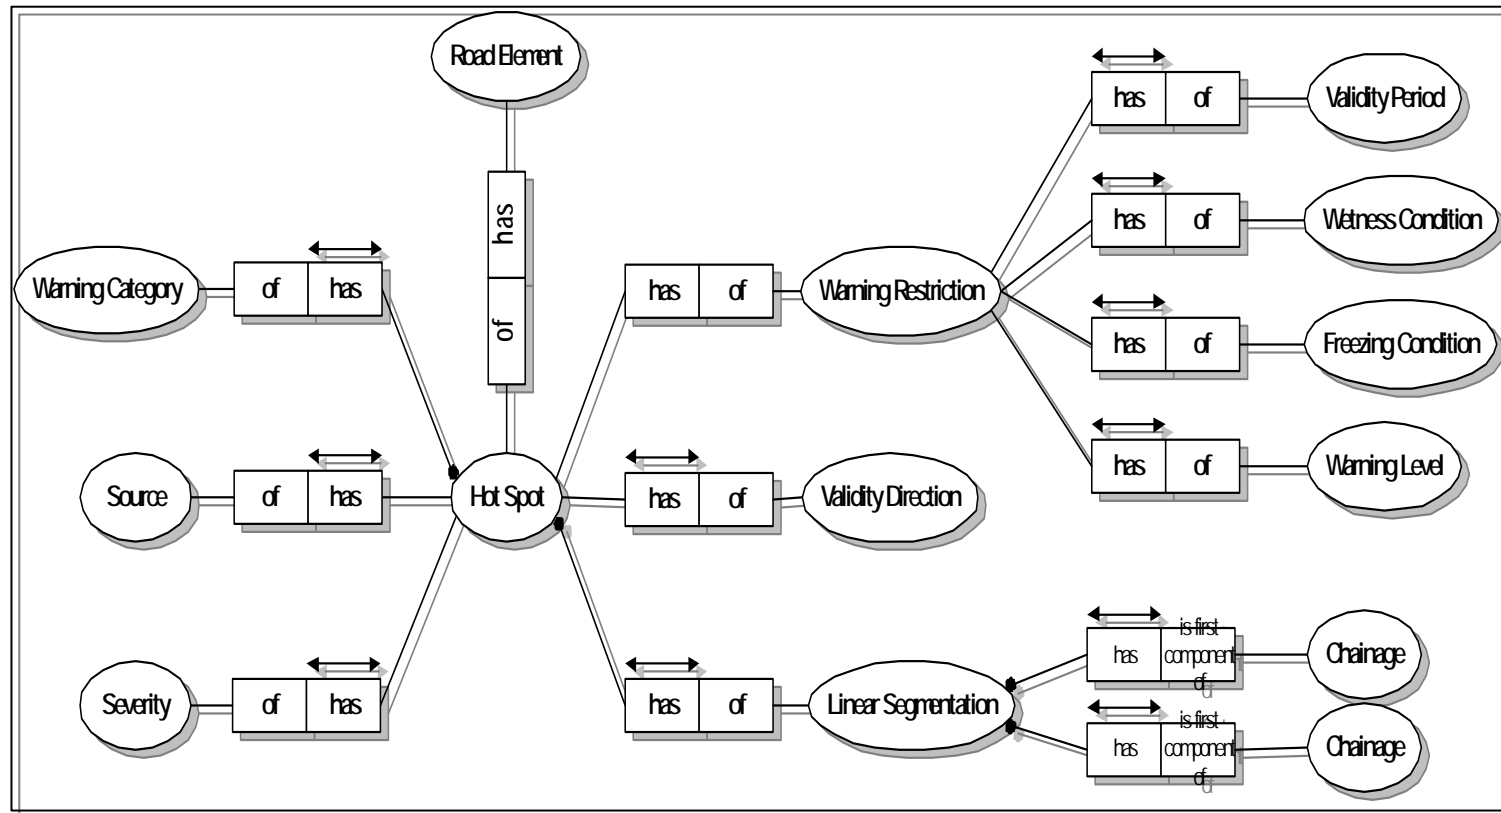 Road Element
has
of
Warning Category
of
has
Source
of
has
Hot Spot
Severity
of
has
has
of
Warning Restriction
has
of
Validity Direction
has
of
Linear Segmentation
has
of
Validity Period
has
of
Wetness Condition
has
of
Freezing Condition
has
of
Warning Level
has
is first
component
of
Chainage
has
is first
component
of
Chainage